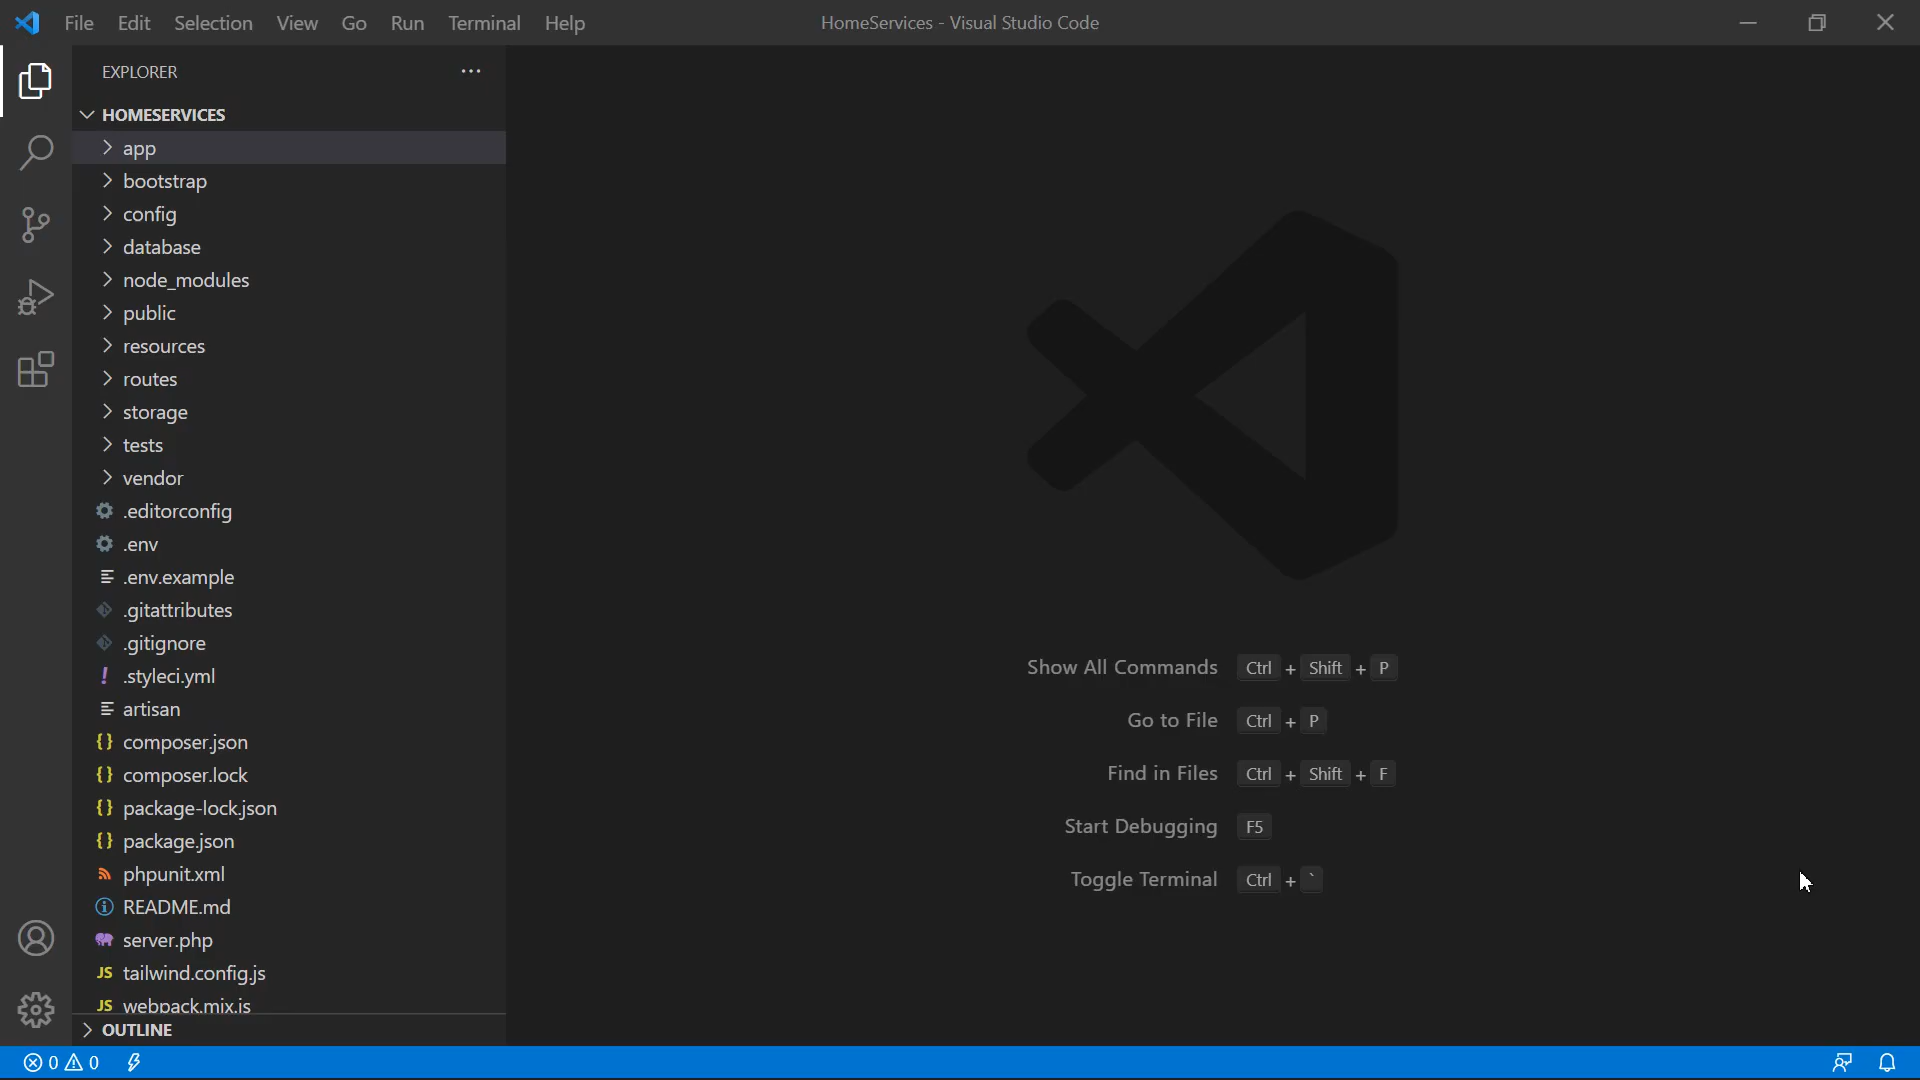 File Edit Selection View Go Run Terminal Help
HomeServices - Visual Studio Code
EXPLORER
HOMESERVICES
app
bootstrap
config
database
node_modules
public
resources
routes
storage
tests
vendor
.editorconfig
.env
.env.example
.gitattributes
.gitignore
.styleci.yml
artisan
composer.json
composer.lock
package-lock.json
package.json
phpunit.xml
README.md
server.php
JS tailwind.config.js
JS webpack.mix.js
OUTLINE
Show All Commands Ctrl + Shift + P
Go to File Ctrl + P
Find in Files Ctrl + Shift + F
Start Debugging F5
Toggle Terminal Ctrl + `
0 0